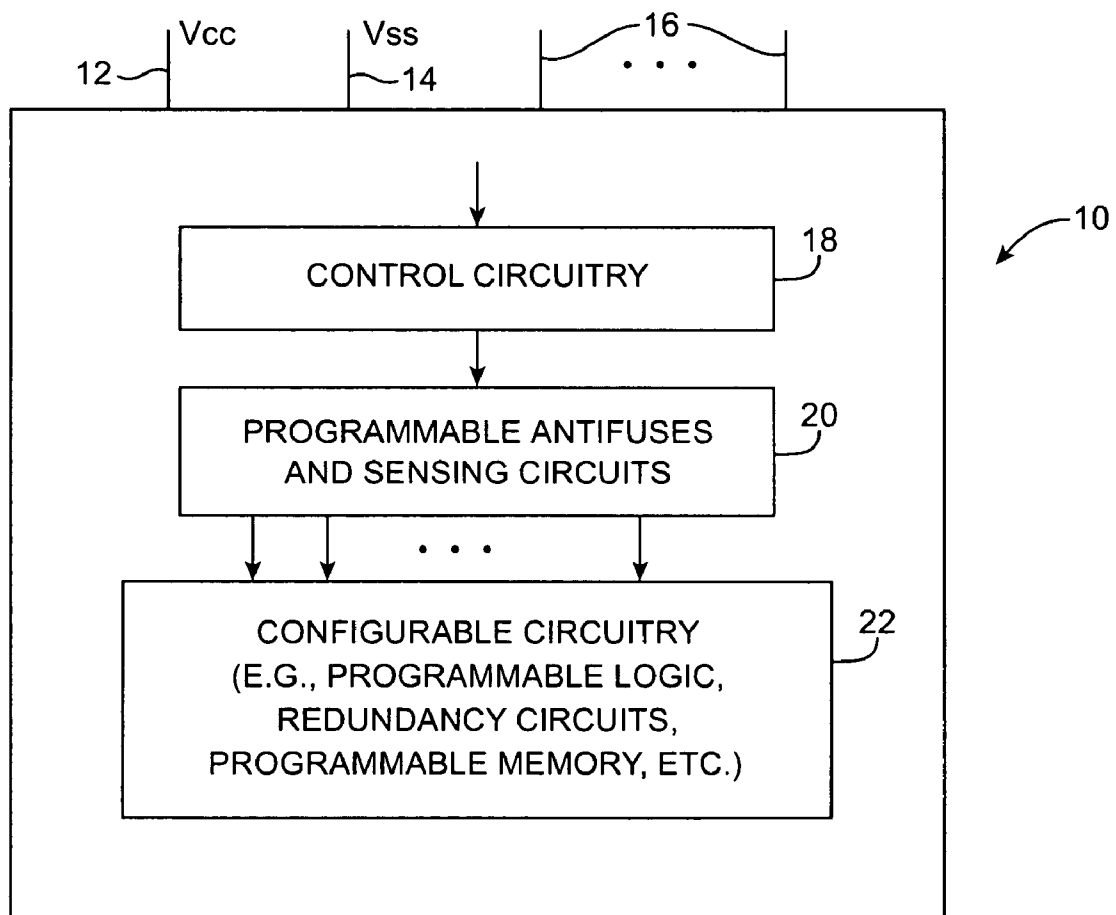 Vcc
Vss
16
12
14
• • •
10
18
CONTROL CIRCUITRY
20
PROGRAMMABLE ANTIFUSES
AND SENSING CIRCUITS
• • •
22
CONFIGURABLE CIRCUITRY
(E.G., PROGRAMMABLE LOGIC,
REDUNDANCY CIRCUITS,
PROGRAMMABLE MEMORY, ETC.)